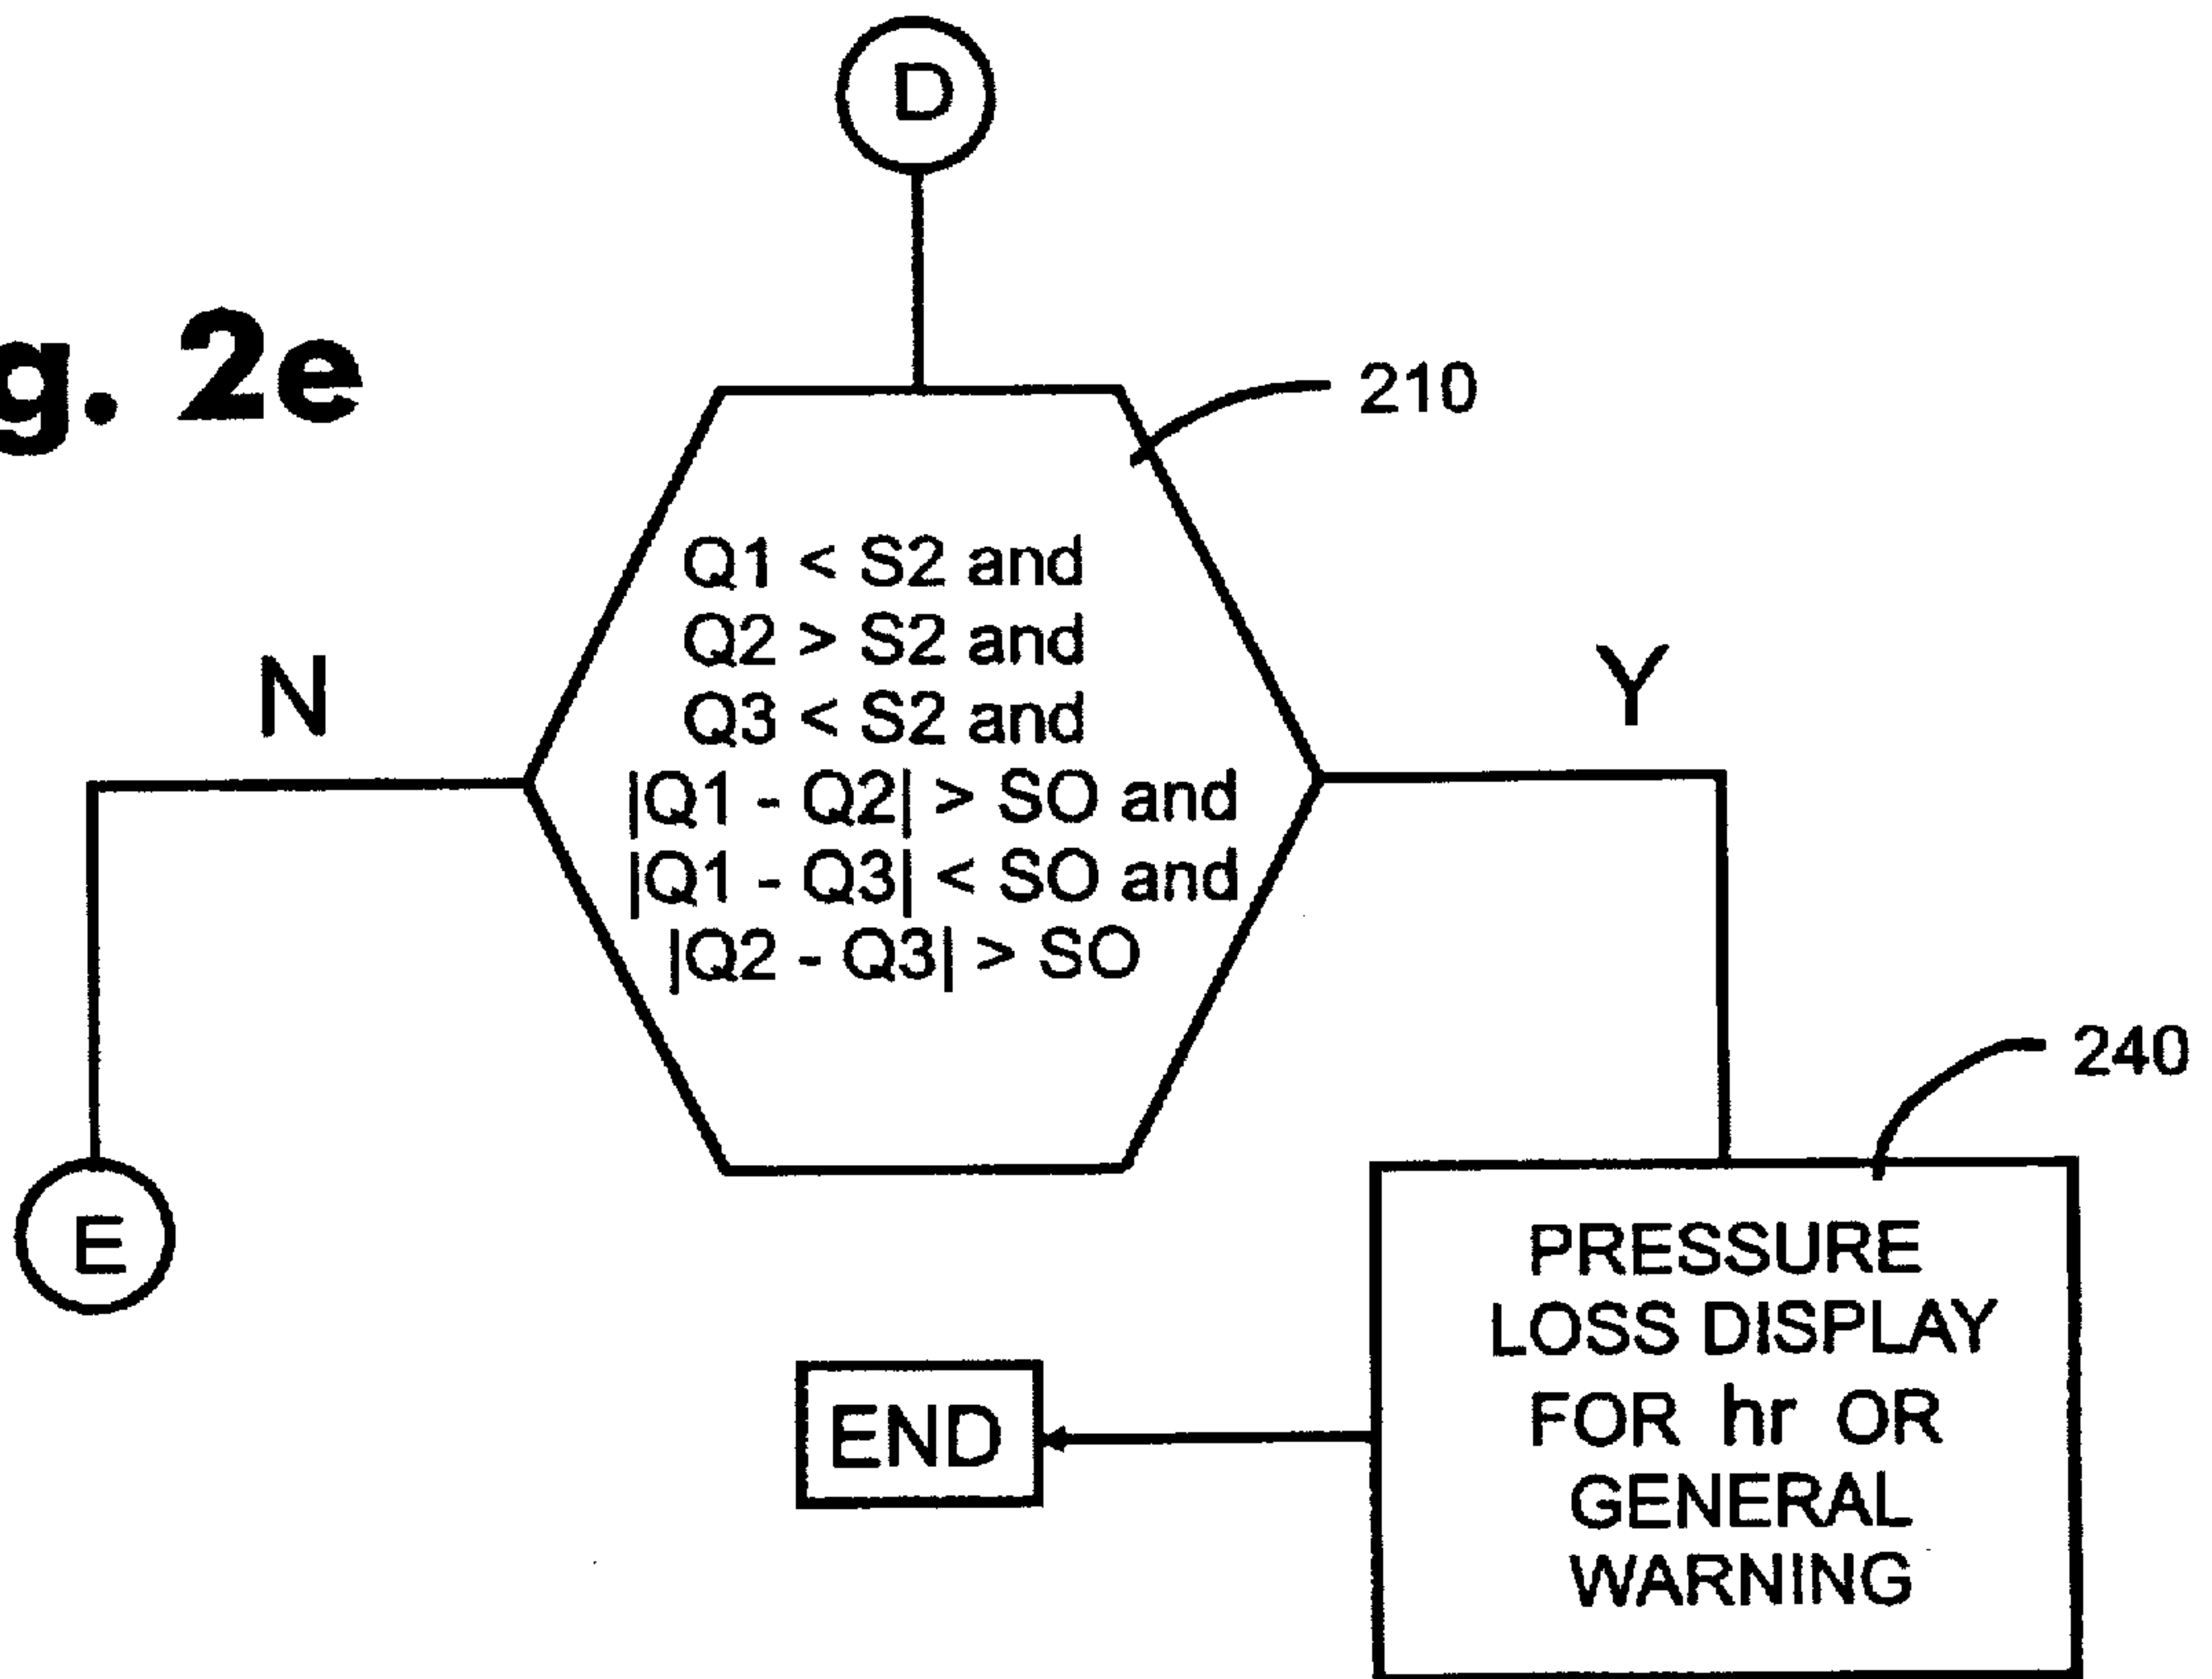 D
g. 2e
210
Q1 < S2 and
Q2 > S2 and
Q3 < S2 and
|Q1 - Q2| > SO and
|Q1 - Q3| < SO and
|Q2 - Q3| > SO
N
Y
240
E
PRESSURE
LOSS DISPLAY
FOR hr OR
GENERAL
WARNING
END